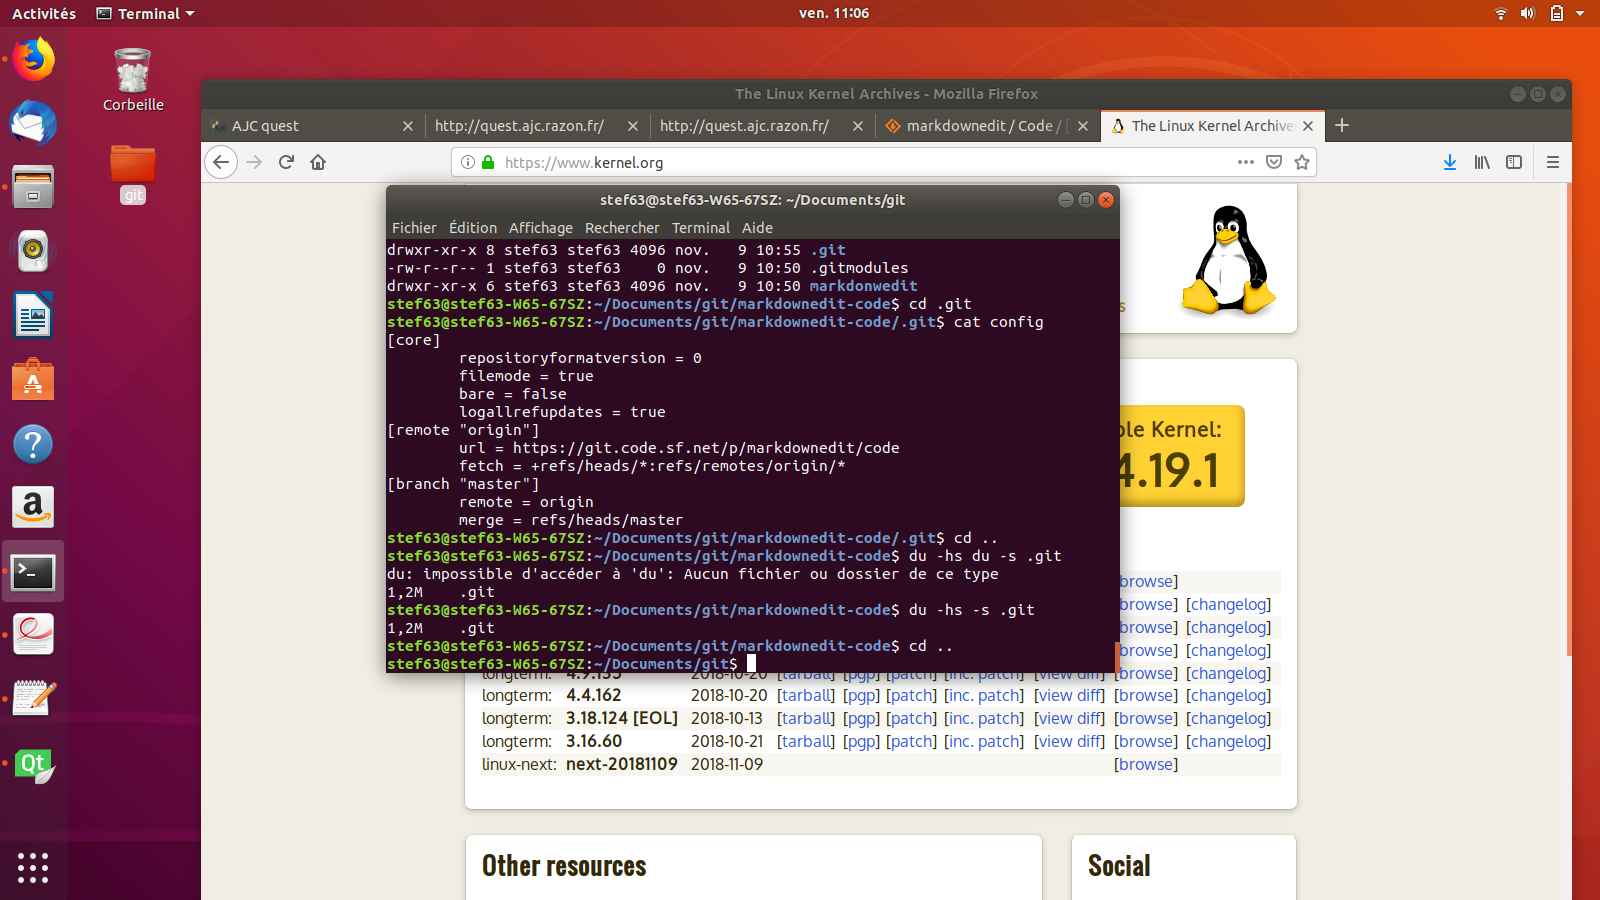 Activités Terminal ven. 11:06
Corbeille
git
The Linux Kernel Archives - Mozilla Firefox
AJC quest http://quest.ajc.razon.fr/ http://quest.ajc.razon.fr/ markdownedit / Code / [ The Linux Kernel Archive
https://www.kernel.org
stef63@stef63-W65-67SZ: ~/Documents/git
Fichier Édition Affichage Rechercher Terminal Aide
drwxr-xr-x 8 stef63 stef63 4096 nov. 9 10:55 .git
-rw-r--r-- 1 stef63 stef63 0 nov. 9 10:50 .gitmodules
drwxr-xr-x 6 stef63 stef63 4096 nov. 9 10:50 markdonwedit
stef63@stef63-W65-67SZ:~/Documents/git/markdownedit-code$ cd .git
stef63@stef63-W65-67SZ:~/Documents/git/markdownedit-code/.git$ cat config
[core]
repositoryformatversion = 0
filemode = true
bare = false
logallrefupdates = true
[remote "origin"]
url = https://git.code.sf.net/p/markdownedit/code
fetch = +refs/heads/*:refs/remotes/origin/*
[branch "master"]
remote = origin
merge = refs/heads/master
stef63@stef63-W65-67SZ:~/Documents/git/markdownedit-code/.git$ cd ..
stef63@stef63-W65-67SZ:~/Documents/git/markdownedit-code$ du -hs du -s .git
du: impossible d'accéder à 'du': Aucun fichier ou dossier de ce type
1,2M .git
stef63@stef63-W65-67SZ:~/Documents/git/markdownedit-code$ du -hs -s .git
1,2M .git
stef63@stef63-W65-67SZ:~/Documents/git/markdownedit-code$ cd ..
stef63@stef63-W65-67SZ:~/Documents/git$
s
ble Kernel:
4.19.1
browse]
browse] [changelog]
browse] [changelog]
browse] [changelog]
longterm: 4.9.135 2018-10-20 [tarball] [pgp] [patch] [inc. patch] [view diff] [browse] [changelog]
longterm: 4.4.162 2018-10-20 [tarball] [pgp] [patch] [inc. patch] [view diff] [browse] [changelog]
longterm: 3.18.124 [EOL] 2018-10-13 [tarball] [pgp] [patch] [inc. patch] [view diff] [browse] [changelog]
longterm: 3.16.60 2018-10-21 [tarball] [pgp] [patch] [inc. patch] [view diff] [browse] [changelog]
linux-next: next-20181109 2018-11-09 [browse]
Other resources
Social
Qt